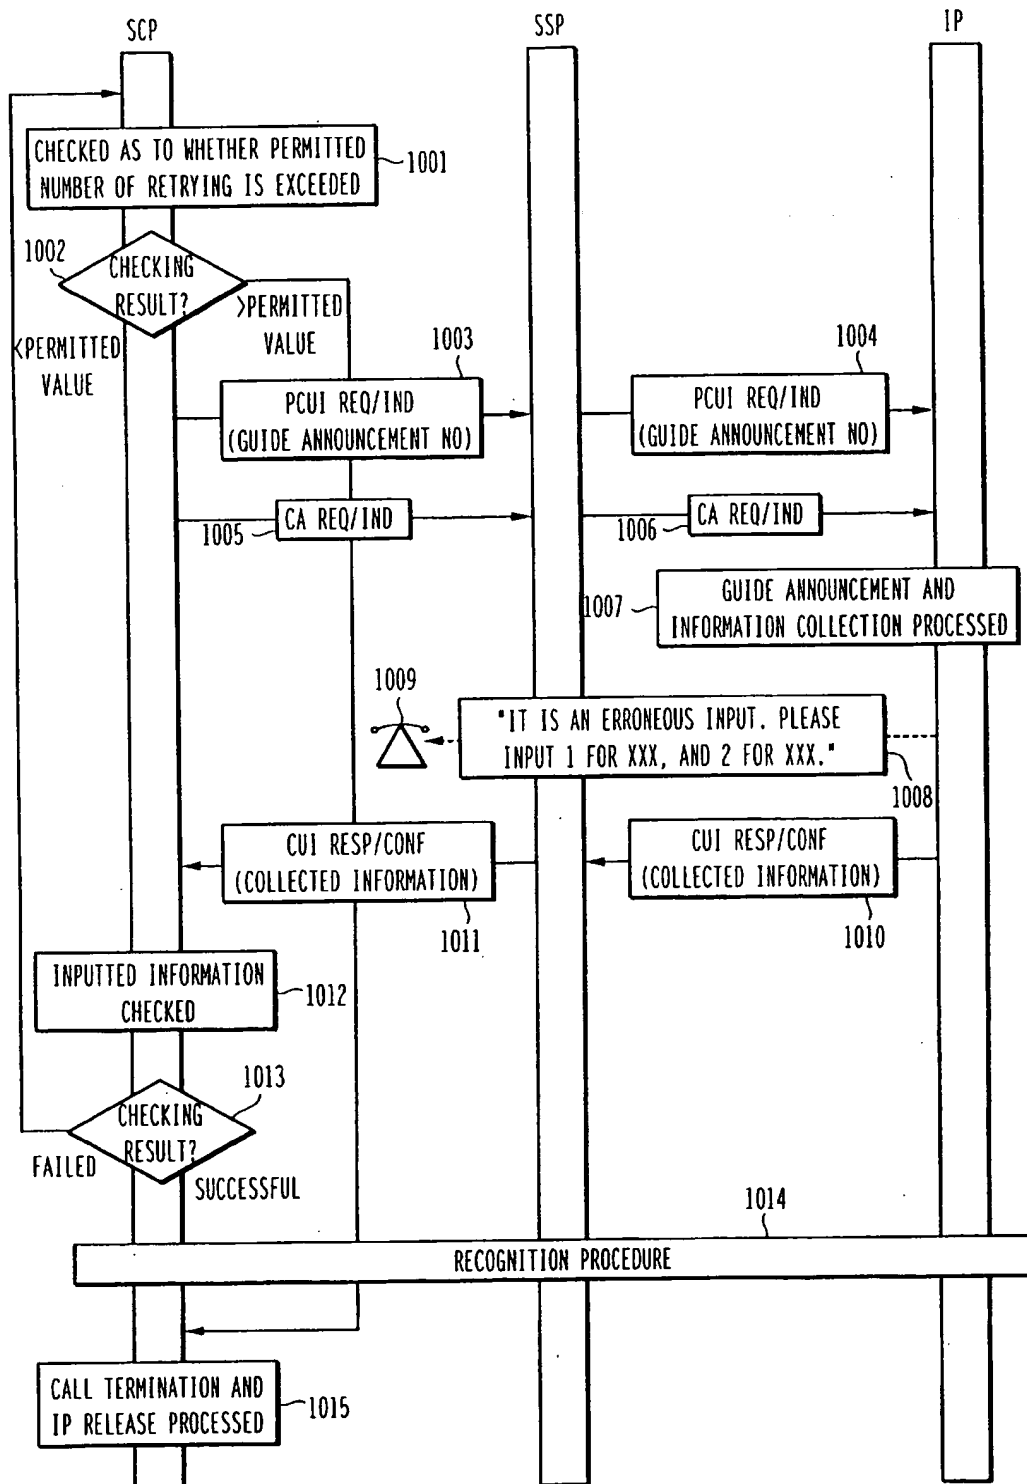 SCP
SSP
IP
CHECKED AS TO WHETHER PERMITTED
NUMBER OF RETRYING IS EXCEEDED
1001
1002
CHECKING
RESULT?
>PERMITTED
VALUE
<PERMITTED
VALUE
1003
PCUI REQ/IND
(GUIDE ANNOUNCEMENT NO)
1004
PCUI REQ/IND
(GUIDE ANNOUNCEMENT NO)
1005
CA REQ/IND
1006
CA REQ/IND
1007
GUIDE ANNOUNCEMENT AND
INFORMATION COLLECTION PROCESSED
1009
"IT IS AN ERRONEOUS INPUT. PLEASE
INPUT 1 FOR XXX, AND 2 FOR XXX."
1008
CUI RESP/CONF
(COLLECTED INFORMATION)
1011
CUI RESP/CONF
(COLLECTED INFORMATION)
1010
INPUTTED INFORMATION
CHECKED
1012
1013
CHECKING
RESULT?
FAILED
SUCCESSFUL
1014
RECOGNITION PROCEDURE
CALL TERMINATION AND
IP RELEASE PROCESSED
1015